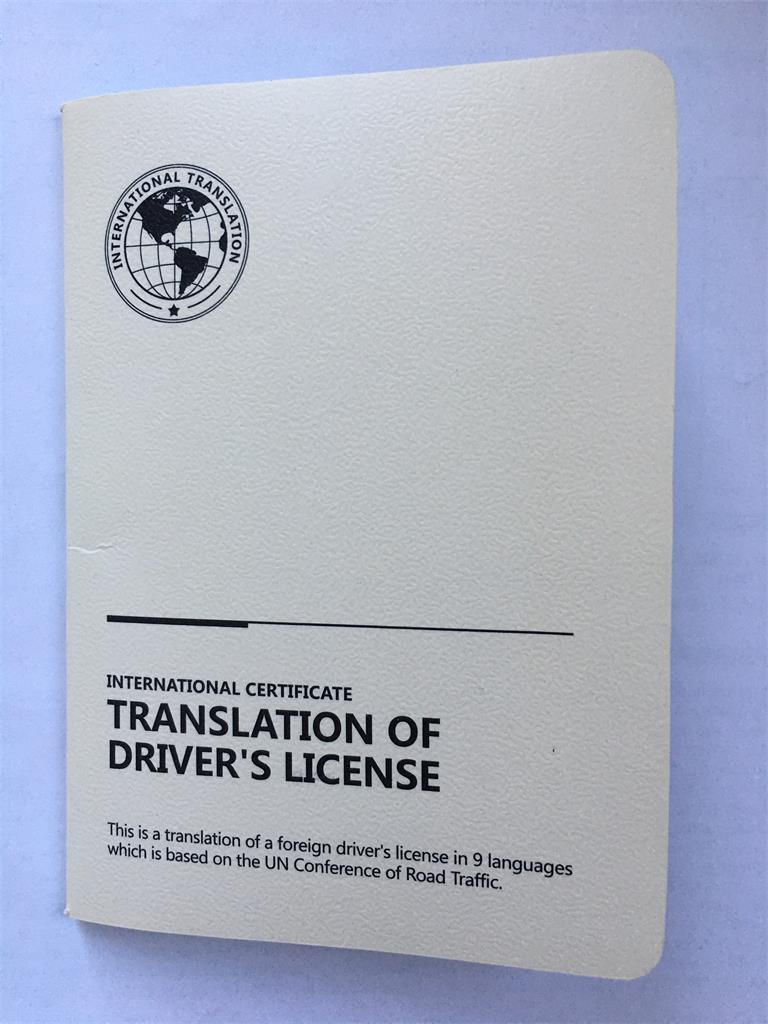 INTERNATIONAL TRANSLATION
INTERNATIONAL CERTIFICATE
TRANSLATION OF
DRIVER'S LICENSE
This is a translation of a foreign driver's license in 9 languages
which is based on the UN Conference of Road Traffic.